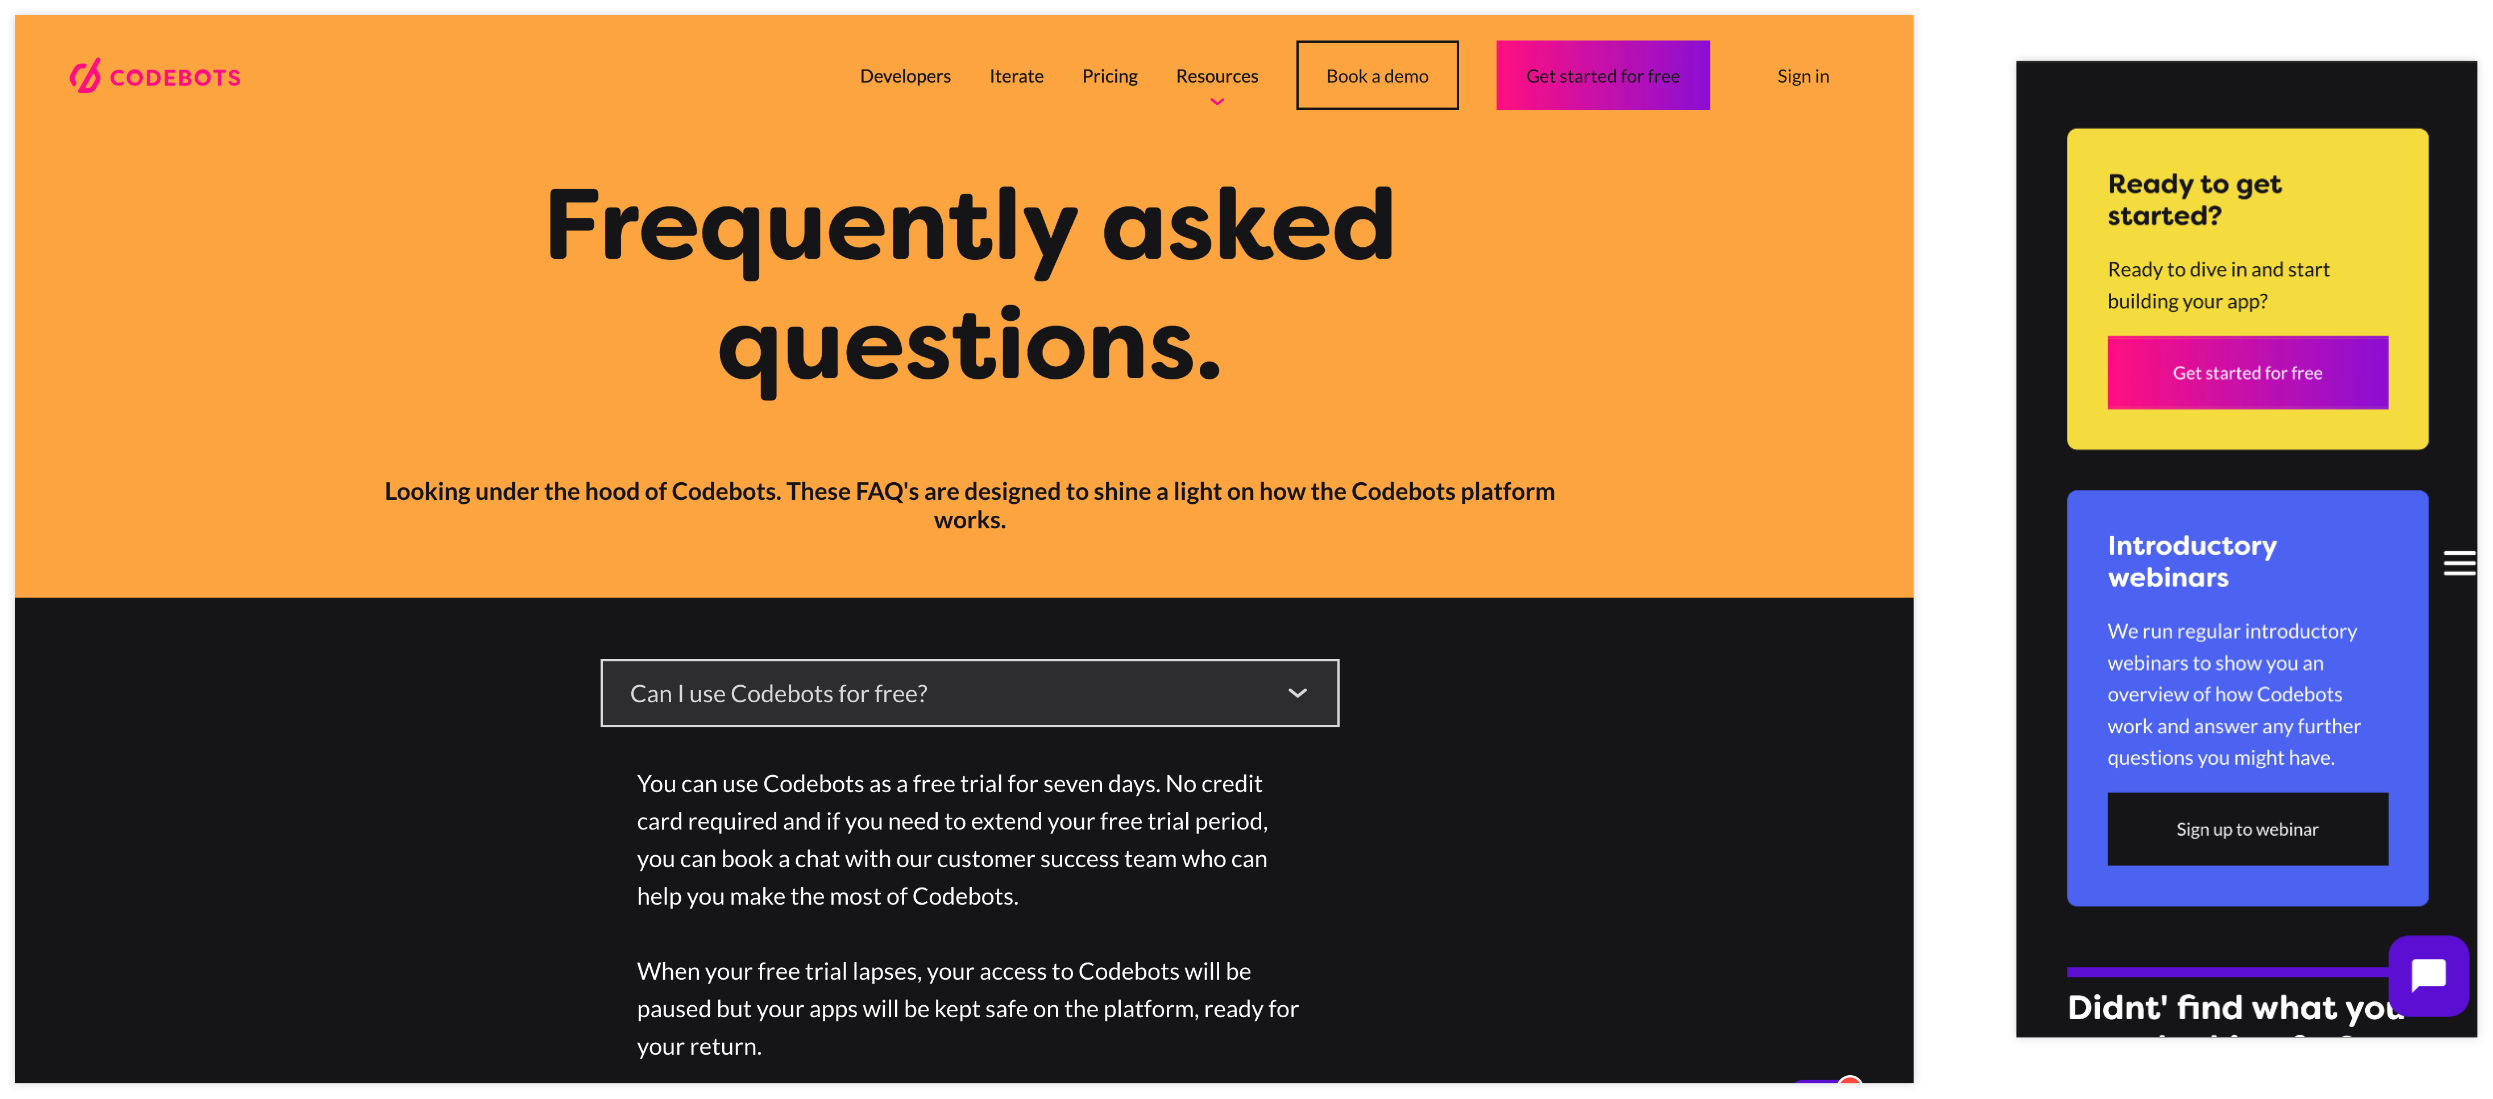 CODEBOTS
Developers Iterate Pricing Resources Book a demo Get started for free Sign in
Frequently asked
questions.
Looking under the hood of Codebots. These FAQ's are designed to shine a light on how the Codebots platform
works.
Can I use Codebots for free?
You can use Codebots as a free trial for seven days. No credit
card required and if you need to extend your free trial period,
you can book a chat with our customer success team who can
help you make the most of Codebots.
When your free trial lapses, your access to Codebots will be
paused but your apps will be kept safe on the platform, ready for
your return.
Ready to get
started?
Ready to dive in and start
building your app?
Get started for free
Introductory
webinars
We run regular introductory
webinars to show you an
overview of how Codebots
work and answer any further
questions you might have.
Sign up to webinar
Didnt' find what you